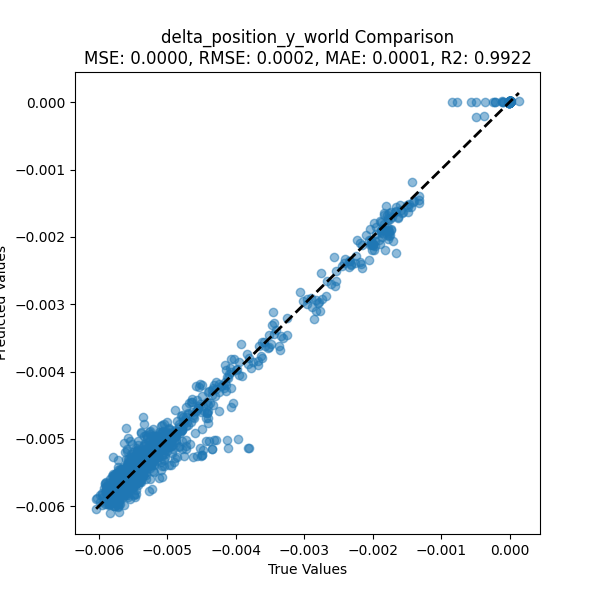 delta_position_y_world Comparison
MSE: 0.0000, RMSE: 0.0002, MAE: 0.0001, R2: 0.9922
Predicted Values
0.000
−0.001
−0.002
−0.003
−0.004
−0.005
−0.006
−0.006 −0.005 −0.004 −0.003 −0.002 −0.001 0.000
True Values